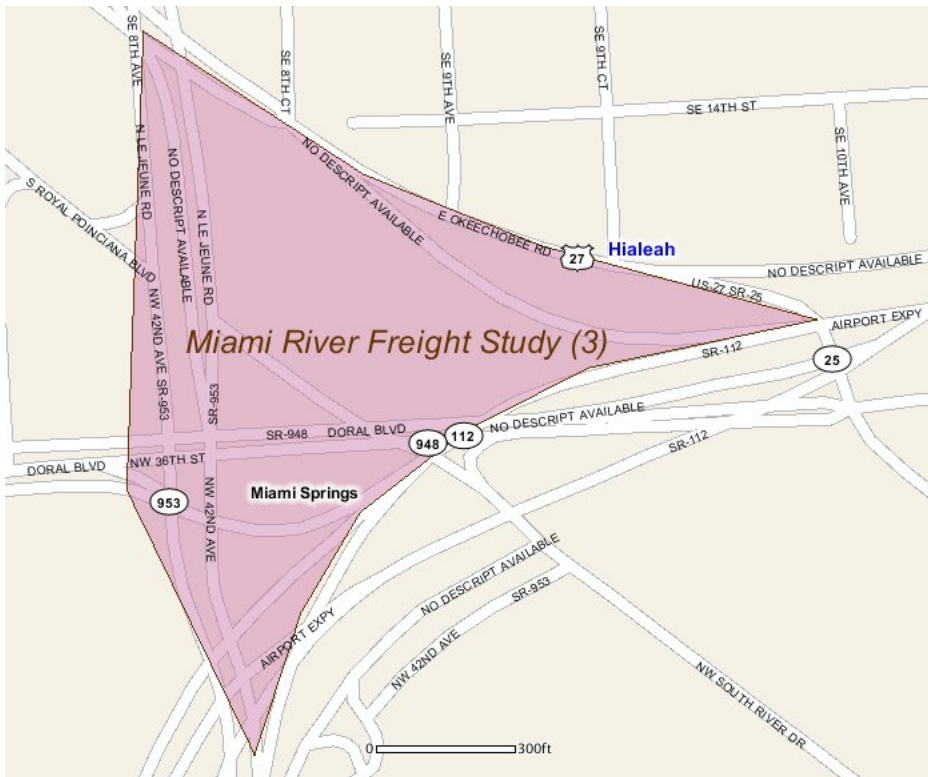 SE 8TH AVE
SE 8TH CT
SE 9TH AVE
SE 9TH CT
SE 14TH ST
SE 10TH AVE
N LE JEUNE RD
NO DESCRIPT AVAILABLE
N LE JEUNE RD
NO DESCRIPT AVAILABLE
S ROYAL POINCIANA BLVD
E OKEECHOBEE RD
27
Hialeah
NO DESCRIPT AVAILABLE
US-27 SR-25
AIRPORT EXPY
NW 42ND AVE SR-953
Miami River Freight Study (3)
SR-112
25
SR-953
SR-948
DORAL BLVD
948
112
NO DESCRIPT AVAILABLE
SR-112
DORAL BLVD
NW 36TH ST
953
Miami Springs
NW 42ND AVE
NO DESCRIPT AVAILABLE
SR-953
AIRPORT EXPY
NW 42ND AVE
NW SOUTH RIVER DR
0
300ft